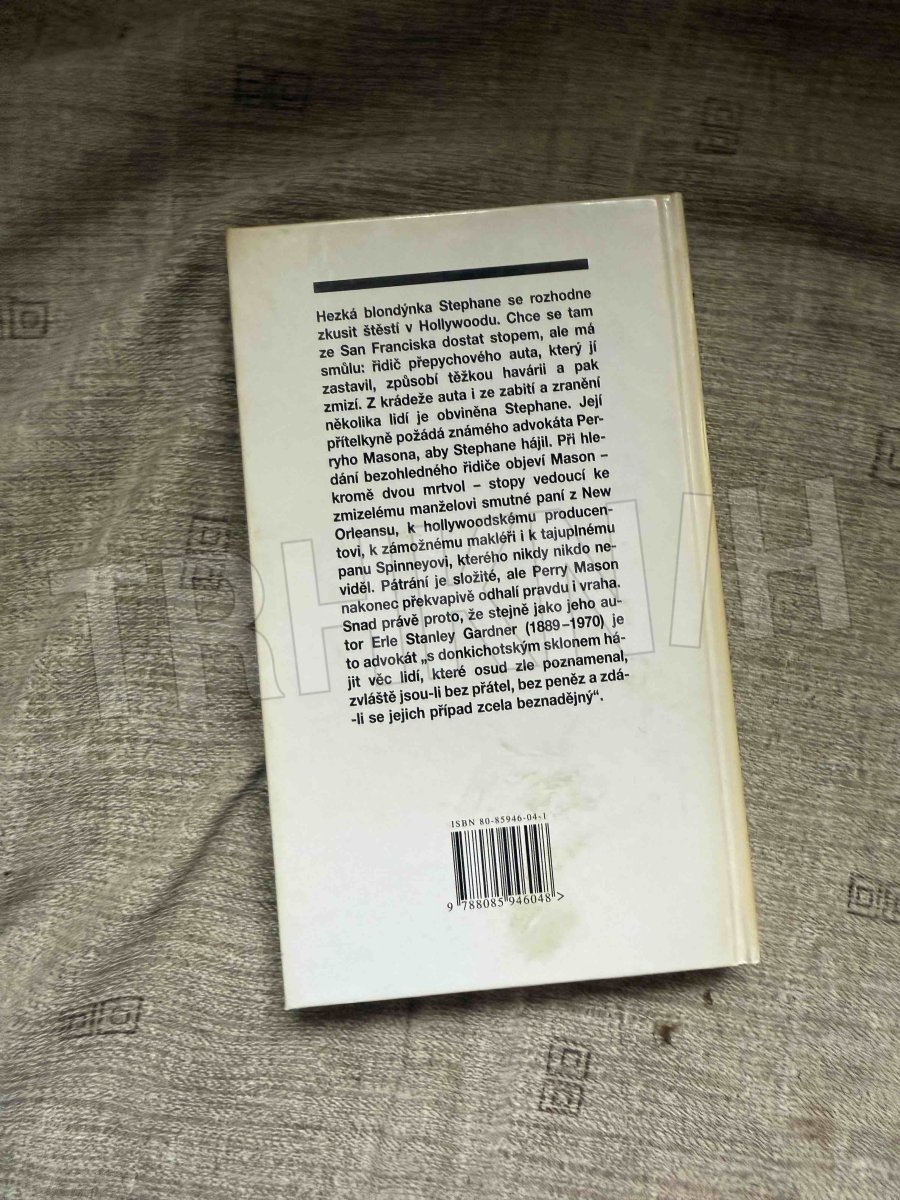 Hezká blondýnka Stephane se rozhodne
zkusit štěstí v Hollywoodu. Chce se tam
ze San Franciska dostat stopem, ale má
smůlu: řidič přepychového auta, který jí
zastavil, způsobí těžkou havárii a pak
zmizí. Z krádeže auta i ze zabití a zranění
několika lidí je obviněna Stephane. Její
přítelkyně požádá známého advokáta Per-
ryho Masona, aby Stephane hájil. Při hle-
dání bezohledného řidiče objeví Mason –
kromě dvou mrtvol – stopy vedoucí ke
zmizelému manželovi smutné paní z New
Orleansu, k hollywoodskému producen-
tovi, k zámožnému makléři i k tajuplnému
panu Spinneyovi, kterého nikdy nikdo ne-
viděl. Pátrání je složité, ale Perry Mason
nakonec překvapivě odhalí pravdu i vraha.
Snad právě proto, že stejně jako jeho au-
tor Erle Stanley Gardner (1889–1970) je
to advokát „s donkichotským sklonem há-
jit věc lidí, které osud zle poznamenal,
zvláště jsou-li bez přátel, bez peněz a zdá-
-li se jejich případ zcela beznadějný“.
ISBN 80-85946-04-1
9 788085 946048 >
TRHKNIH